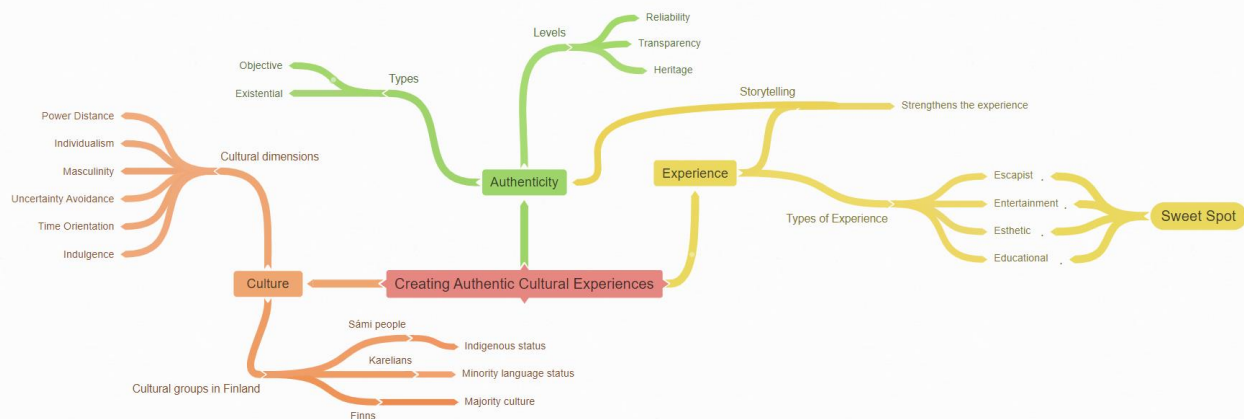 Levels
Reliability
Transparency
Heritage
Types
Objective
Existential
Storytelling
Strengthens the experience
Power Distance
Individualism
Masculinity
Uncertainty Avoidance
Time Orientation
Indulgence
Cultural dimensions
Authenticity
Experience
Types of Experience
Escapist .
Entertainment .
Esthetic .
Educational .
Sweet Spot
Culture
Creating Authentic Cultural Experiences
Cultural groups in Finland
Sámi people
Indigenous status
Karelians
Minority language status
Finns
Majority culture